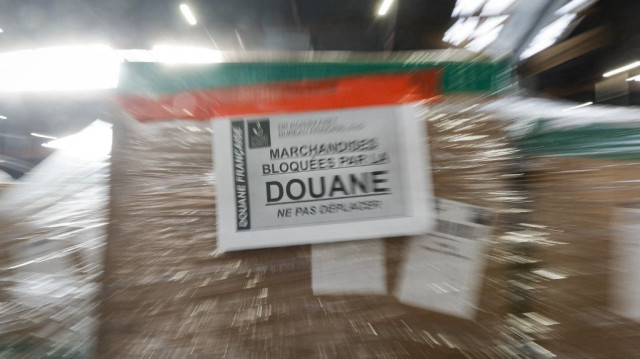 DOUANE FRANÇAISE
MARCHANDISES
BLOQUÉES PAR LA
DOUANE
NE PAS DÉPLACER